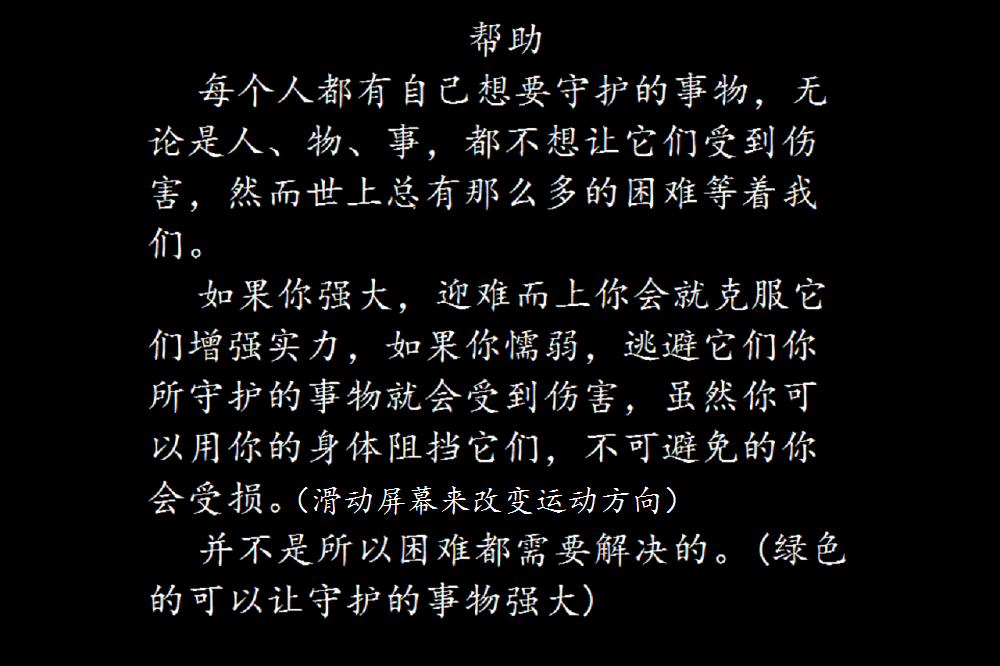 帮助
每个人都有自己想要守护的事物，无
论是人、物、事，都不想让它们受到伤
害，然而世上总有那么多的困难等着我
们。
如果你强大，迎难而上你会就克服它
们增强实力，如果你懦弱，逃避它们你
所守护的事物就会受到伤害，虽然你可
以用你的身体阻挡它们，不可避免的你
会受损。（滑动屏幕来改变运动方向）
并不是所以困难都需要解决的。(绿色
的可以让守护的事物强大)